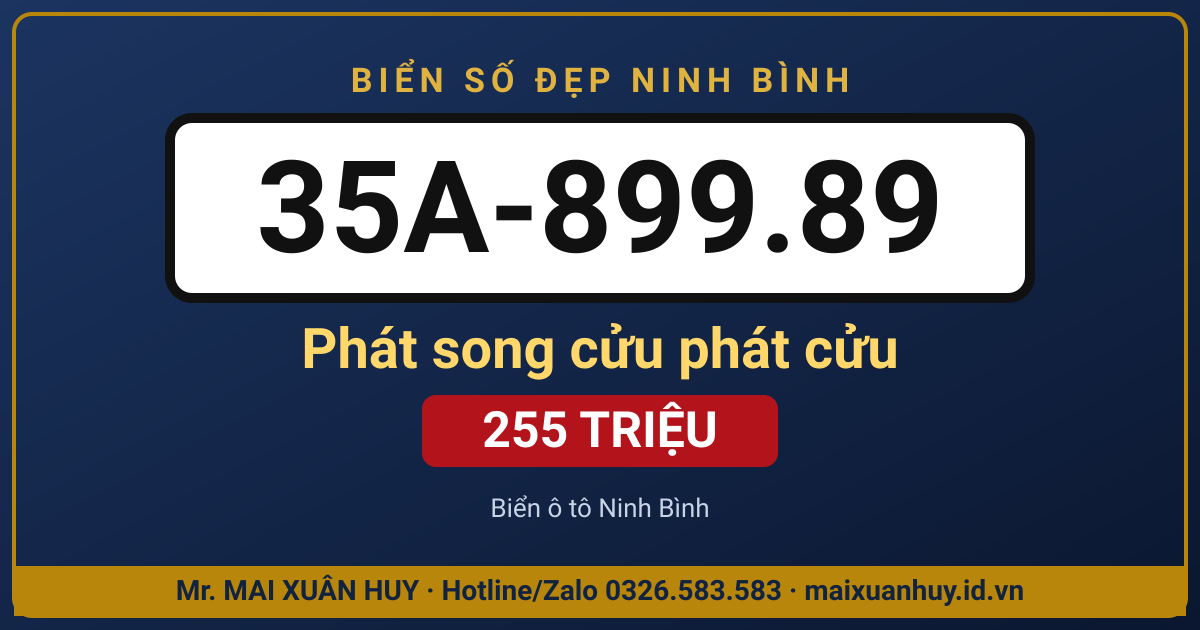 BIỂN SỐ ĐẸP NINH BÌNH
35A-899.89
Phát song cửu phát cửu
255 TRIỆU
Biển ô tô Ninh Bình
Mr. MAI XUÂN HUY · Hotline/Zalo 0326.583.583 · maixuanhuy.id.vn